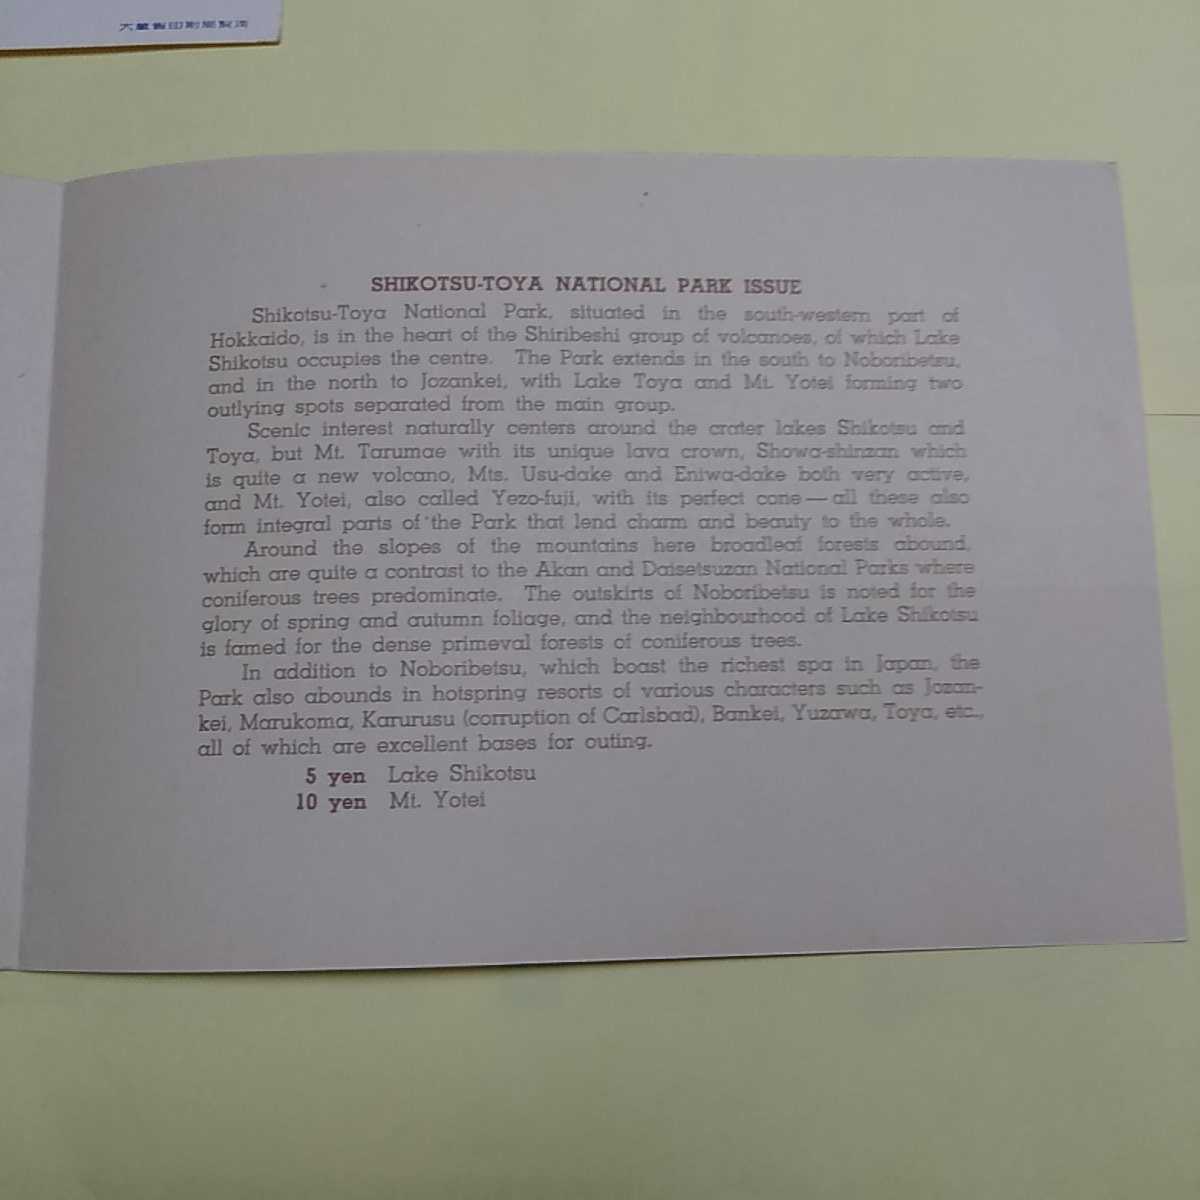 大蔵省印刷局製造
SHIKOTSU-TOYA NATIONAL PARK ISSUE
Shikotsu-Toya National Park, situated in the south-western part of
Hokkaido, is in the heart of the Shiribeshi group of volcanoes, of which Lake
Shikotsu occupies the centre. The Park extends in the south to Noboribetsu,
and in the north to Jozankei, with Lake Toya and Mt. Yotei forming two
outlying spots separated from the main group.
Scenic interest naturally centers around the crater lakes Shikotsu and
Toya, but Mt. Tarumae with its unique lava crown, Showa-shinzan which
is quite a new volcano, Mts. Usu-dake and Eniwa-dake both very active,
and Mt. Yotei, also called Yezo-fuji, with its perfect cone — all these also
form integral parts of the Park that lend charm and beauty to the whole.
Around the slopes of the mountains here broadleaf forests abound,
which are quite a contrast to the Akan and Daisetsuzan National Parks where
coniferous trees predominate. The outskirts of Noboribetsu is noted for the
glory of spring and autumn foliage, and the neighbourhood of Lake Shikotsu
is famed for the dense primeval forests of coniferous trees.
In addition to Noboribetsu, which boast the richest spa in Japan, the
Park also abounds in hotspring resorts of various characters such as Jozan-
kei, Marukoma, Karurusu (corruption of Carlsbad), Bankei, Yuzawa, Toya, etc.,
all of which are excellent bases for outing.
5 yen Lake Shikotsu
10 yen Mt. Yotei